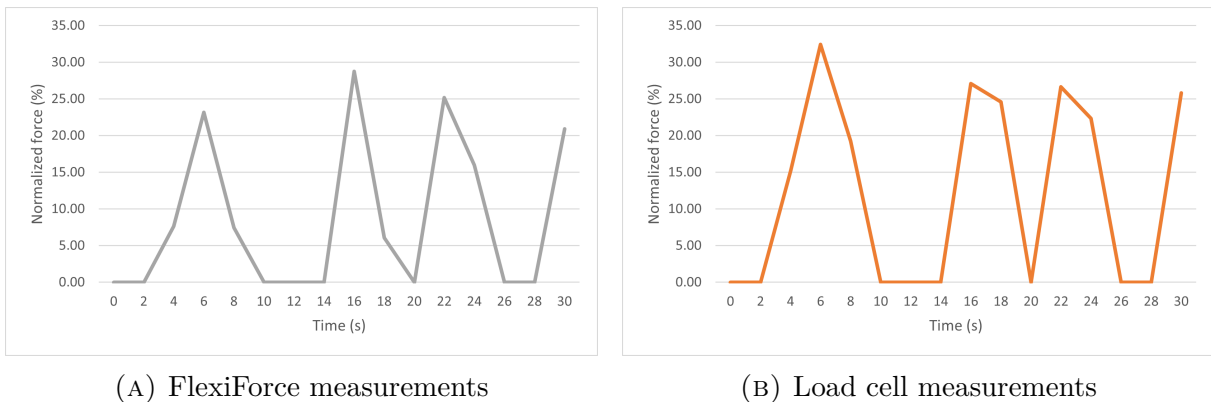 35.00
30.00
25.00
20.00
15.00
10.00
5.00
0.00
Normalized force (%)
0 2 4 6 8 10 12 14 16 18 20 22 24 26 28 30
Time (s)
(A) FlexiForce measurements
35.00
30.00
25.00
20.00
15.00
10.00
5.00
0.00
Normalized force (%)
0 2 4 6 8 10 12 14 16 18 20 22 24 26 28 30
Time (s)
(B) Load cell measurements